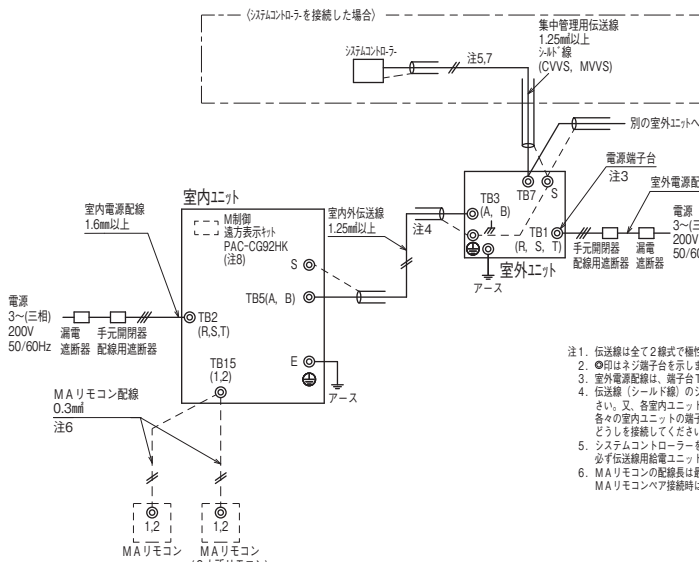 〈システムコントローラーを接続した場合〉
システムコントローラー
注5,7
集中管理用伝送線
1.25m㎡以上
シールド線
(CVVS, MVVS)
別の室外ユニットへ
電源端子台
注3
室外電源配
TB7
S
TB3
(A, B)
TB1
(R, S, T)
手元開閉器
配線用遮断器
漏電
遮断器
電源
3~(三
200V
50/60
室外ユニット
アース
注4
室内外伝送線
1.25m㎡以上
室内ユニット
M制御
遠方表示キット
PAC-CG92HK
(注8)
室内電源配線
1.6mm以上
S
TB5(A, B)
TB2
(R,S,T)
電源
3~(三相)
200V
50/60Hz
漏電
遮断器
手元開閉器
配線用遮断器
TB15
(1,2)
E
アース
MAリモコン配線
0.3m㎡
注6
1,2
1,2
MAリモコン
MAリモコン
注1. 伝送線は全て2線式で極性
2. ◎印はネジ端子台を示しま
3. 室外電源配線は、端子台T
4. 伝送線（シールド線）のシ
さい。又、各室内ユニット
各々の室内ユニットの端子
どうしを接続してください
5. システムコントローラーを
必ず伝送線用給電ユニット
6. MAリモコンの配線長は最
MAリモコンペア接続時は